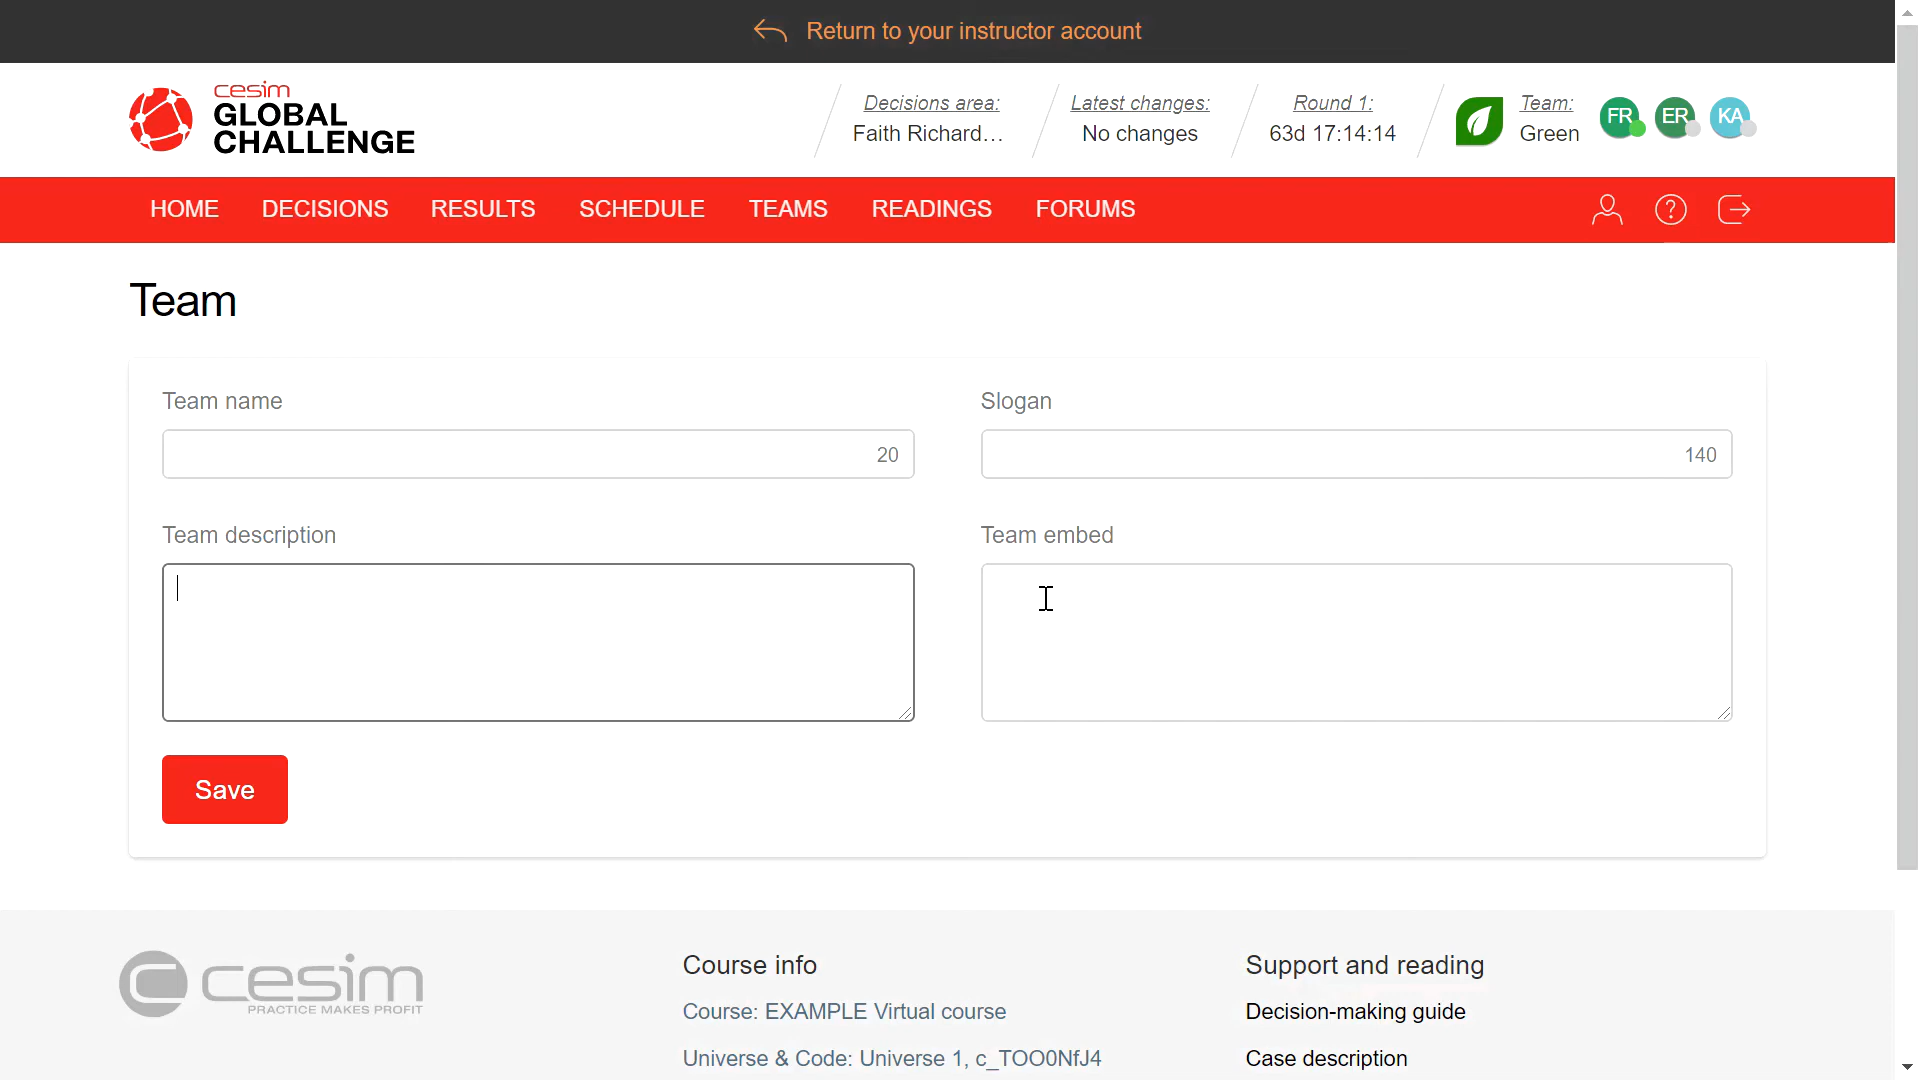 Return to your instructor account
cesim
GLOBAL
CHALLENGE
Decisions area:
Faith Richard...
Latest changes:
No changes
Round 1:
63d 17:14:14
Team:
Green
FR
ER
KA
HOME
DECISIONS
RESULTS
SCHEDULE
TEAMS
READINGS
FORUMS
?
Team
Team name
20
Slogan
140
Team description
Team embed
Save
cesim
PRACTICE MAKES PROFIT
Course info
Course: EXAMPLE Virtual course
Universe & Code: Universe 1, c_TOO0NfJ4
Support and reading
Decision-making guide
Case description